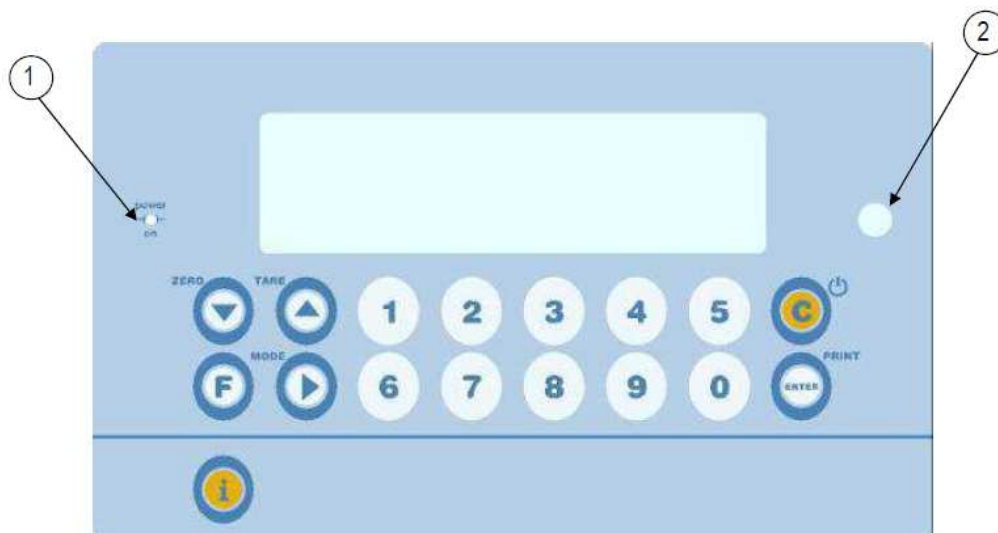 2
1
power
on
ZERO TARE
1 2 3 4 5 C
MODE PRINT
F 6 7 8 9 0 ENTER
i